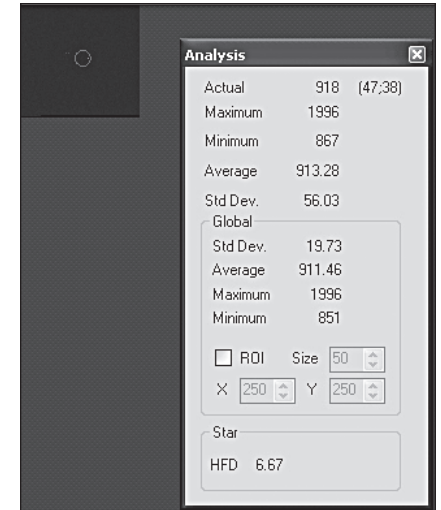 Analysis
Actual 918 (47;38)
Maximum 1996
Minimum 867
Average 913.28
Std Dev. 56.03
Global
Std Dev. 19.73
Average 911.46
Maximum 1996
Minimum 851
ROI Size 50
X 250 Y 250
Star
HFD 6.67